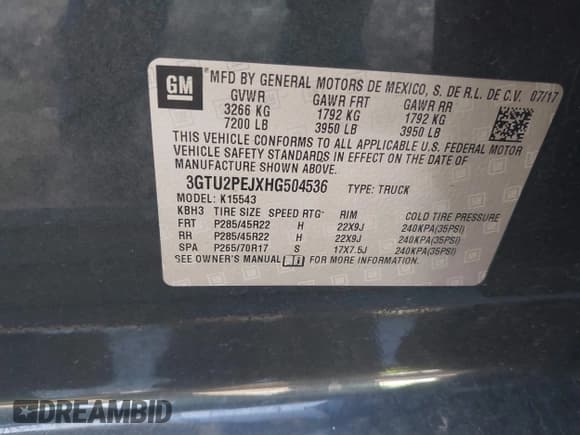 GM
MFD BY GENERAL MOTORS DE MEXICO, S. DE R.L. DE C.V. 07/17
GVWR GAWR FRT GAWR RR
3266 KG 1792 KG 1792 KG
7200 LB 3950 LB 3950 LB
THIS VEHICLE CONFORMS TO ALL APPLICABLE U.S. FEDERAL MOTOR
VEHICLE SAFETY STANDARDS IN EFFECT ON THE DATE OF
MANUFACTURE SHOWN ABOVE.
3GTU2PEJXHG504536 TYPE: TRUCK
MODEL: K15543
KBH3 TIRE SIZE SPEED RTG RIM COLD TIRE PRESSURE
FRT P285/45R22 H 22X9J 240KPA(35PSI)
RR P285/45R22 H 22X9J 240KPA(35PSI)
SPA P265/70R17 S 17X7.5J 240KPA(35PSI)
SEE OWNER'S MANUAL FOR MORE INFORMATION.
DREAMBID